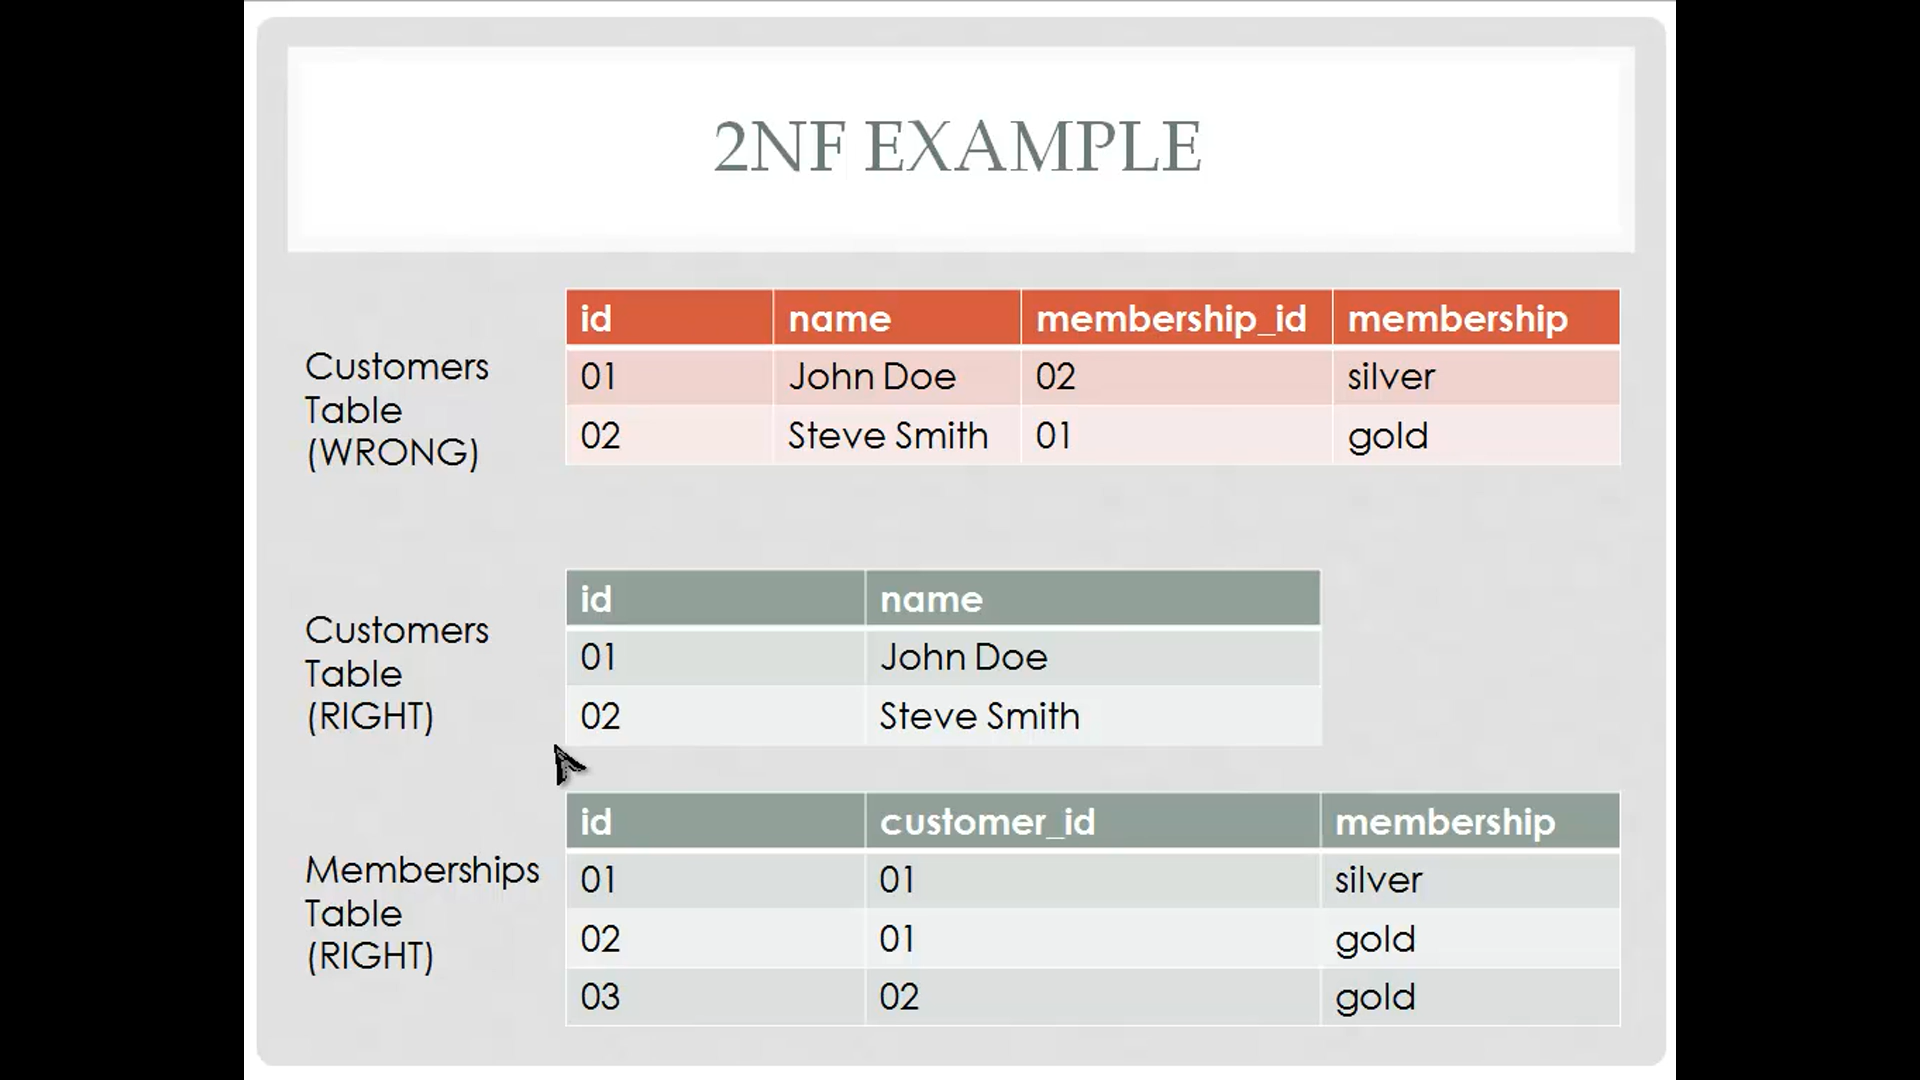 2NF EXAMPLE
Customers
Table
(WRONG)
id name membership_id membership
01 John Doe 02 silver
02 Steve Smith 01 gold
Customers
Table
(RIGHT)
id name
01 John Doe
02 Steve Smith
Memberships
Table
(RIGHT)
id customer_id membership
01 01 silver
02 01 gold
03 02 gold